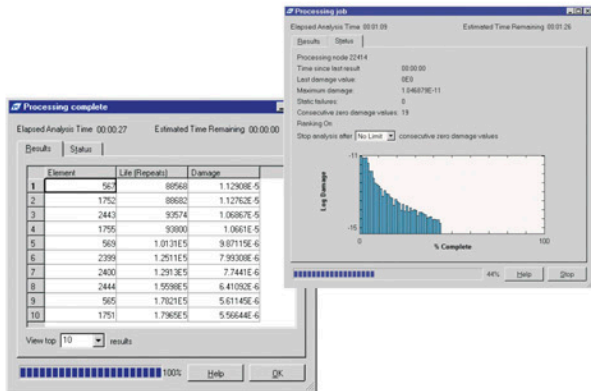 Processing job
Elapsed Analysis Time 00:01:09 Estimated Time Remaining 00:01:26
Results Status
Processing node 22414
Time since last result 00:00:00
Last damage value: 0E0
Maximum damage: 1.046879E-11
Static failures: 0
Consecutive zero damage values: 19
Ranking On
Stop analysis after No Limit consecutive zero damage values
-11
Log Damage
-15
0 100
% Complete
44% Help Stop
Processing complete
Elapsed Analysis Time 00:00:27 Estimated Time Remaining 00:00:00
Results Status
Element Life (Repeats) Damage
1 567 88568 1.12908E-5
2 1752 88682 1.12762E-5
3 2443 93574 1.06867E-5
4 1755 93800 1.0661E-5
5 569 1.0131E5 9.87115E-6
6 2399 1.2511E5 7.99308E-6
7 2400 1.2913E5 7.7441E-6
8 2444 1.5598E5 6.41092E-6
9 565 1.7821E5 5.61145E-6
10 1751 1.7965E5 5.56644E-6
View top 10 results
100% Help OK